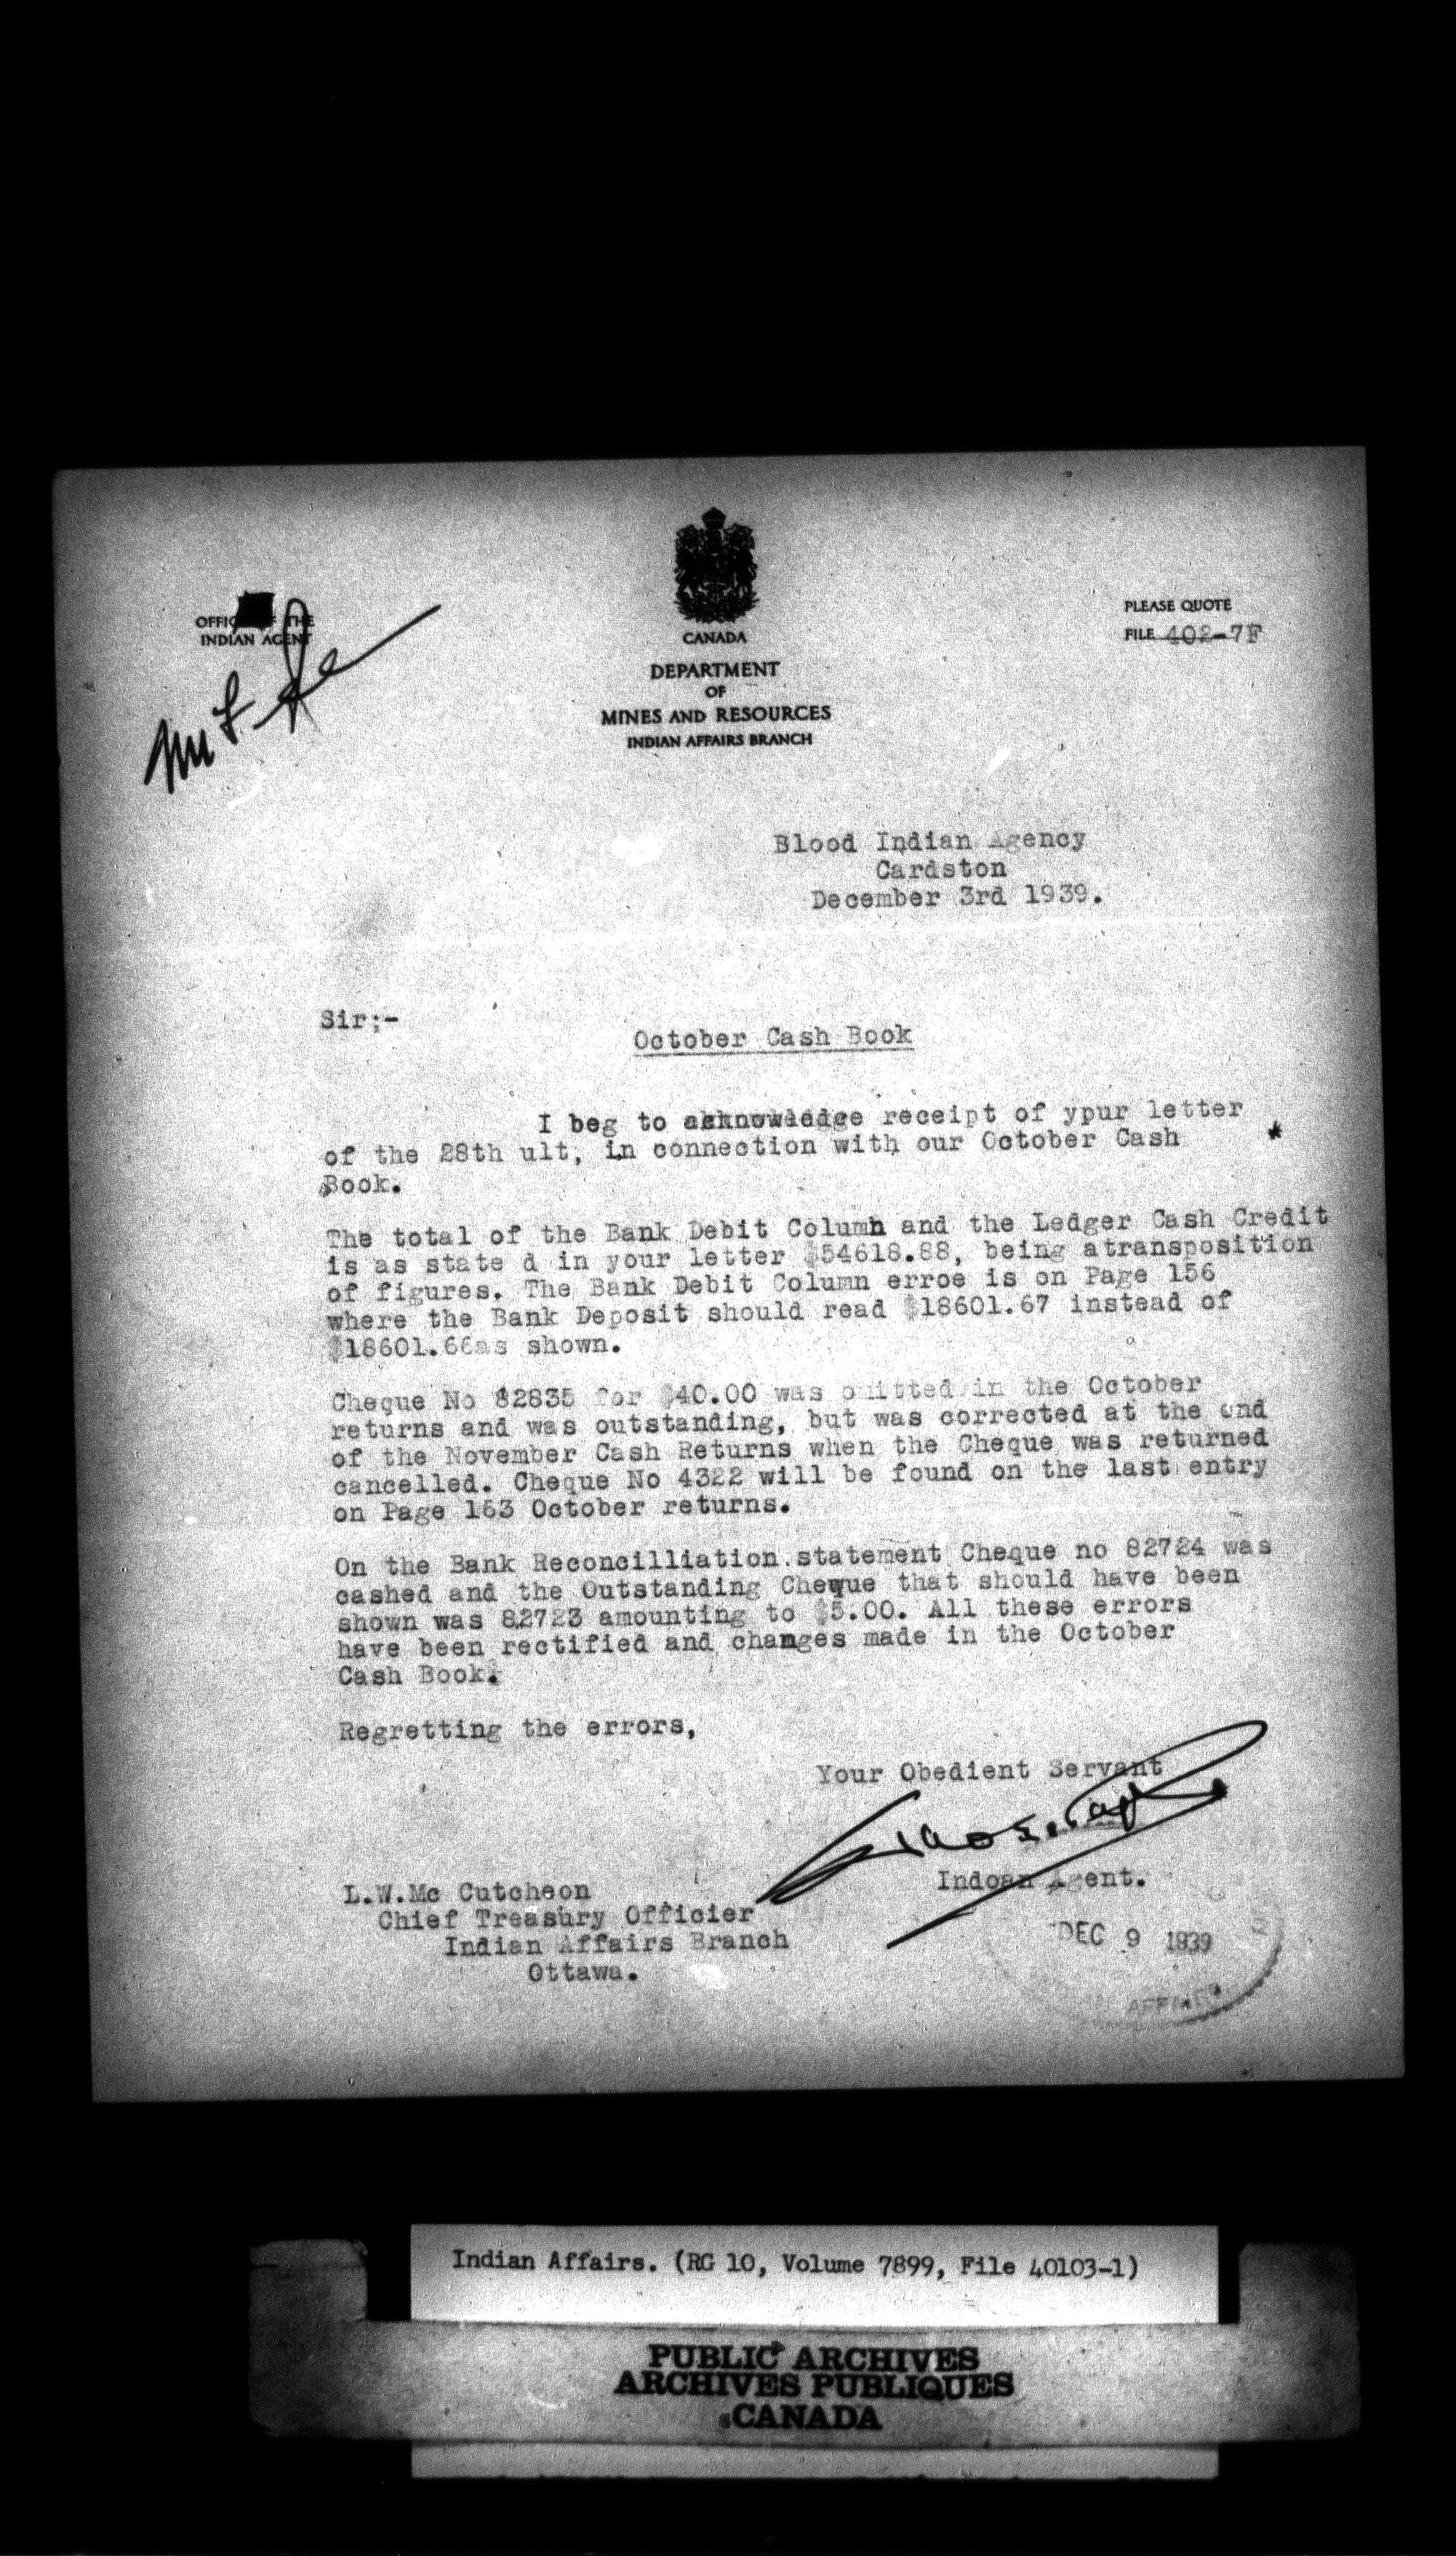 OFFICE OF THE
INDIAN AGENT
CANADA
DEPARTMENT
OF
MINES AND RESOURCES
INDIAN AFFAIRS BRANCH
PLEASE QUOTE
FILE 402-7F
Blood Indian Agency
Cardston
December 3rd 1939.
Sir;-
October Cash Book
I beg to acknowledge receipt of ypur letter
of the 28th ult, in connection with our October Cash
Book.
The total of the Bank Debit Column and the Ledger Cash Credit
is as state d in your letter $54618.88, being atransposition
of figures. The Bank Debit Column erroe is on Page 156
where the Bank Deposit should read $18601.67 instead of
$18601.66as shown.
Cheque No 82835 for $40.00 was omitted in the October
returns and was outstanding, but was corrected at the end
of the November Cash Returns when the Cheque was returned
cancelled. Cheque No 4322 will be found on the last entry
on Page 163 October returns.
On the Bank Reconcilliation.statement Cheque no 82724 was
cashed and the Outstanding Cheque that should have been
shown was 82723 amounting to $5.00. All these errors
have been rectified and changes made in the October
Cash Book.
Regretting the errors,
Your Obedient Servant
Indoan Agent.
L.W.Mc Cutcheon
Chief Treasury Officier
Indian Affairs Branch
Ottawa.
DEC 9 1939
Indian Affairs. (RG 10, Volume 7899, File 40103-1)
PUBLIC ARCHIVES
ARCHIVES PUBLIQUES
CANADA